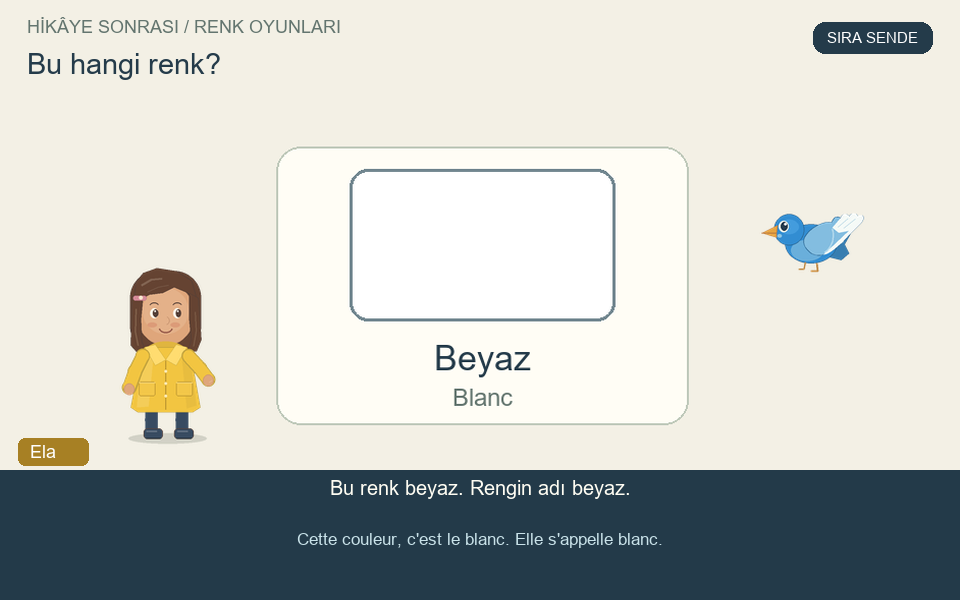 HİKÂYE SONRASI / RENK OYUNLARI
SIRA SENDE
Bu hangi renk?
Beyaz
Blanc
Ela
Bu renk beyaz. Rengin adı beyaz.
Cette couleur, c'est le blanc. Elle s'appelle blanc.